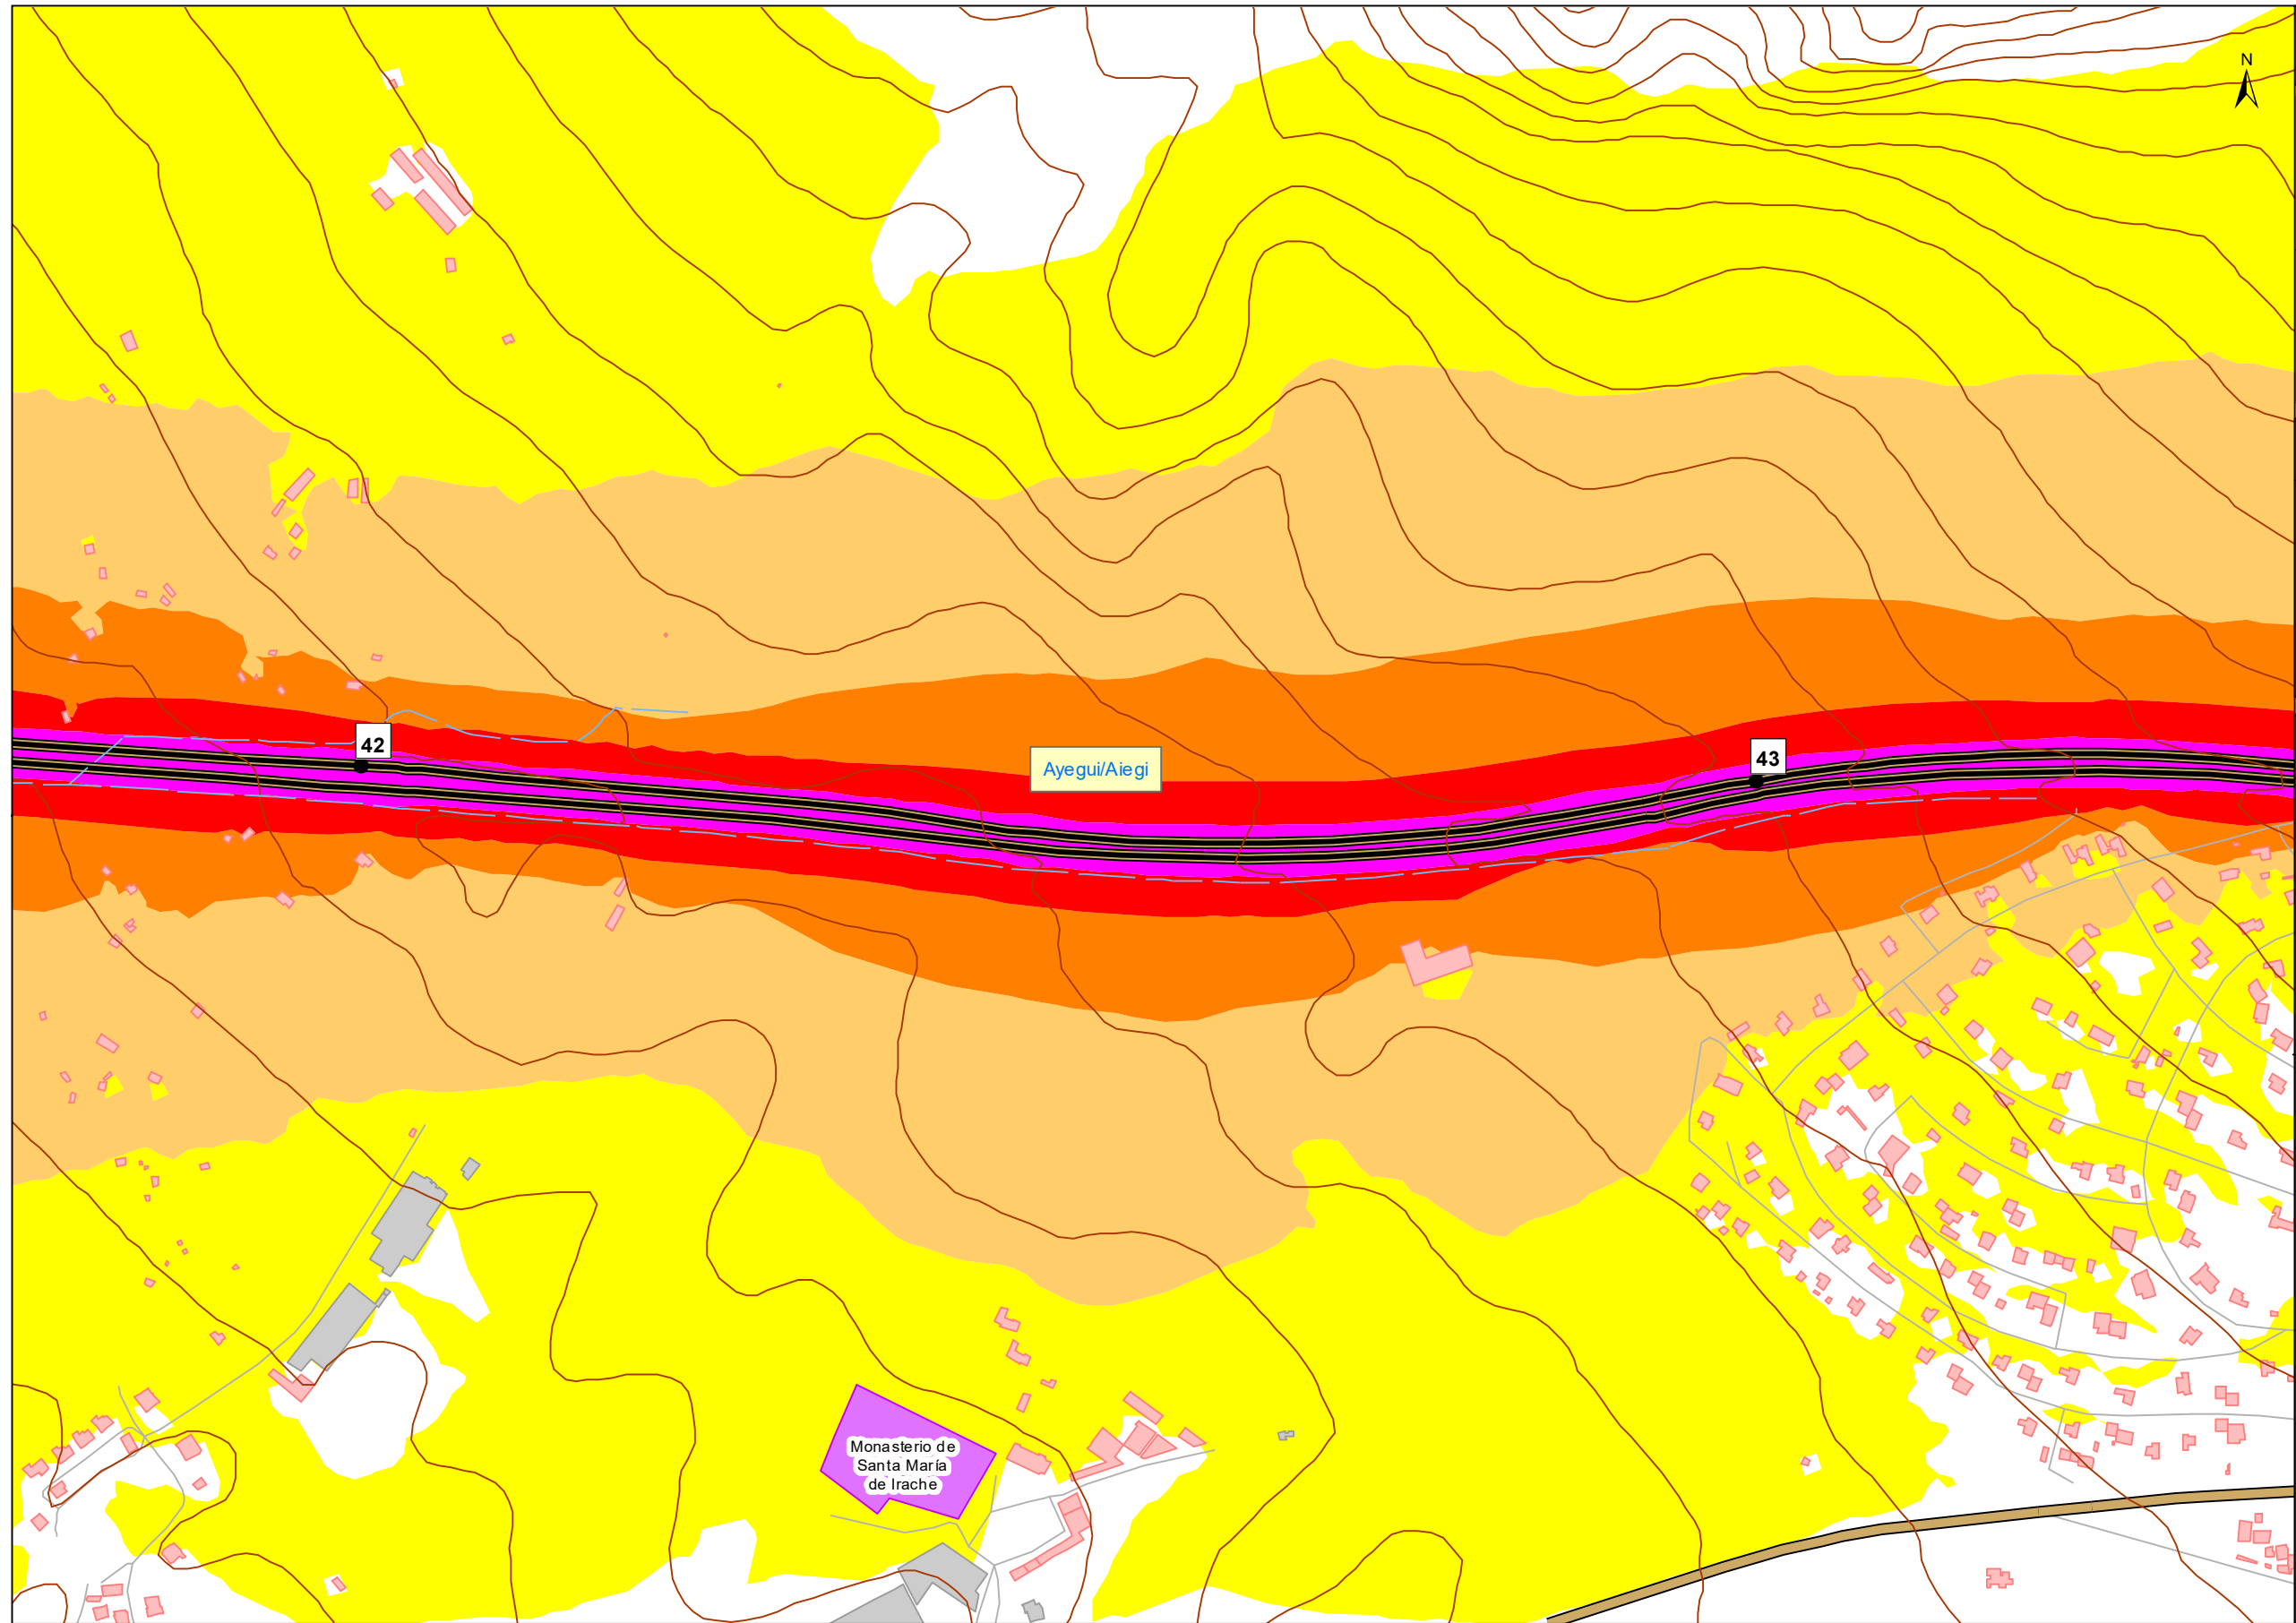 N
42
43
Ayegui/Aiegi
Monasterio de
Santa María
de Irache